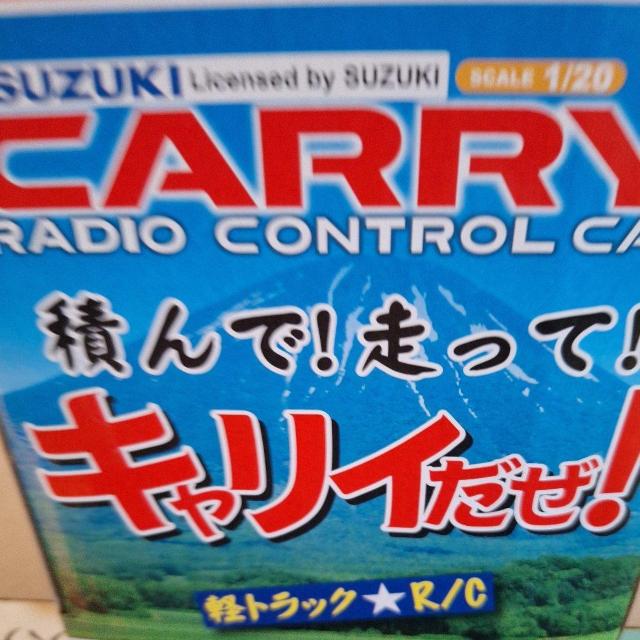 SUZUKI Licensed by SUZUKI SCALE 1/20
CARRY
RADIO CONTROL CA
積んで!走って!
キャリイだぜ!
軽トラック★R/C